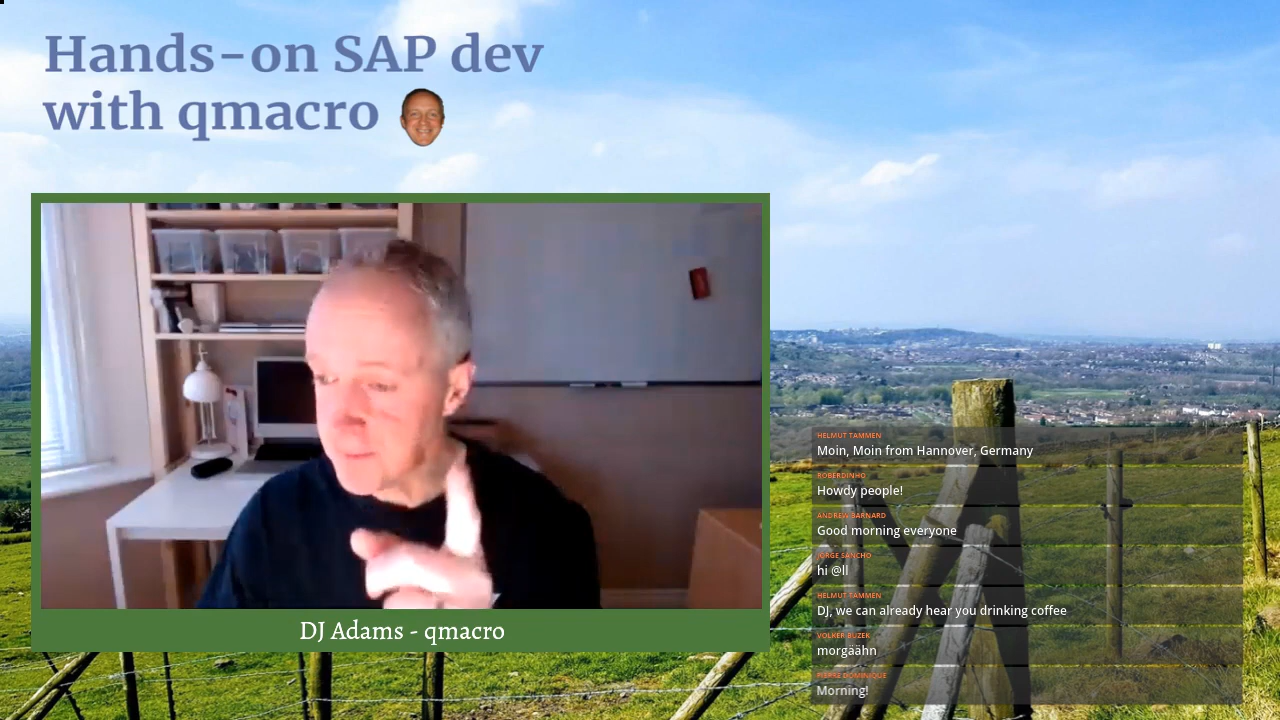 Hands-on SAP dev
with qmacro
DJ Adams - qmacro
HELMUT TAMMEN
Moin, Moin from Hannover, Germany
ROBERDINHO
Howdy people!
ANDREW BARNARD
Good morning everyone
JORGE SANCHO
hi @ll
HELMUT TAMMEN
DJ, we can already hear you drinking coffee
VOLKER BUZEK
morgäähn
PIERRE DOMINIQUE
Morning!